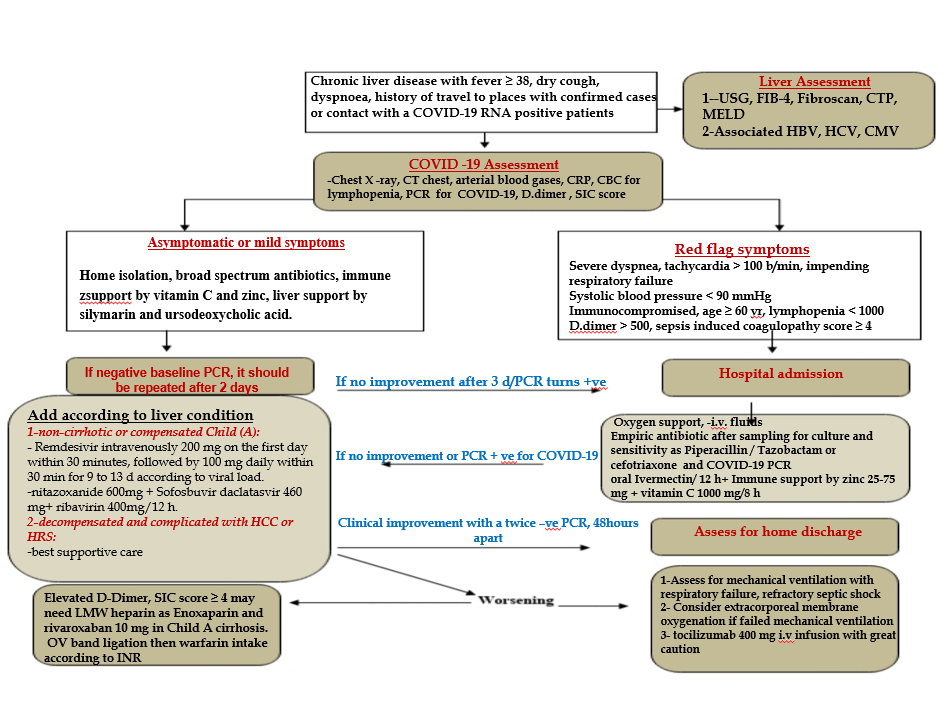 Chronic liver disease with fever ≥ 38, dry cough,
dyspnoea, history of travel to places with confirmed cases
or contact with a COVID-19 RNA positive patients
Liver Assessment
1--USG, FIB-4, Fibroscan, CTP,
MELD
2-Associated HBV, HCV, CMV
COVID -19 Assessment
-Chest X -ray, CT chest, arterial blood gases, CRP, CBC for
lymphopenia, PCR for COVID-19, D.dimer , SIC score
Asymptomatic or mild symptoms
Home isolation, broad spectrum antibiotics, immune
zsupport by vitamin C and zinc, liver support by
silymarin and ursodeoxycholic acid.
Red flag symptoms
Severe dyspnea, tachycardia > 100 b/min, impending
respiratory failure
Systolic blood pressure < 90 mmHg
Immunocompromised, age ≥ 60 yr, lymphopenia < 1000
D.dimer > 500, sepsis induced coagulopathy score ≥ 4
If negative baseline PCR, it should
be repeated after 2 days
If no improvement after 3 d/PCR turns +ve
Hospital admission
Add according to liver condition
1-non-cirrhotic or compensated Child (A):
- Remdesivir intravenously 200 mg on the first day
within 30 minutes, followed by 100 mg daily within
30 min for 9 to 13 d according to viral load.
-nitazoxanide 600mg + Sofosbuvir daclatasvir 460
mg+ ribavirin 400mg/12 h.
2-decompensated and complicated with HCC or
HRS:
-best supportive care
If no improvement or PCR + ve for COVID-19
Oxygen support, -i.v. fluids
Empiric antibiotic after sampling for culture and
sensitivity as Piperacillin / Tazobactam or
cefotriaxone and COVID-19 PCR
oral Ivermectin/ 12 h+ Immune support by zinc 25-75
mg + vitamin C 1000 mg/8 h
Clinical improvement with a twice –ve PCR, 48hours
apart
Assess for home discharge
Worsening
Elevated D-Dimer, SIC score ≥ 4 may
need LMW heparin as Enoxaparin and
rivaroxaban 10 mg in Child A cirrhosis.
OV band ligation then warfarin intake
according to INR
1-Assess for mechanical ventilation with
respiratory failure, refractory septic shock
2- Consider extracorporeal membrane
oxygenation if failed mechanical ventilation
3- tocilizumab 400 mg i.v infusion with great
caution